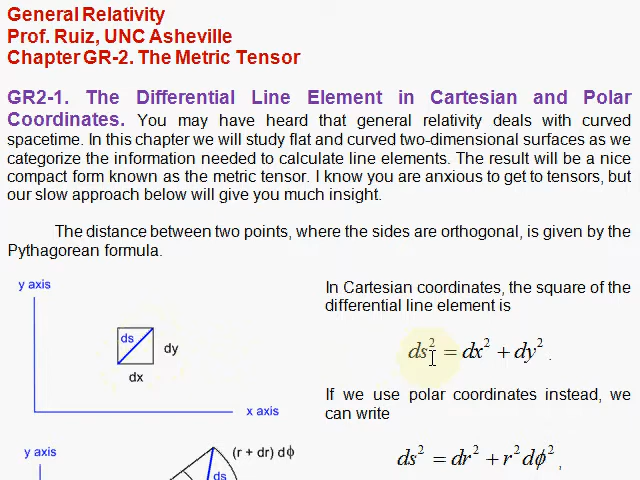 General Relativity
Prof. Ruiz, UNC Asheville
Chapter GR-2. The Metric Tensor
GR2-1. The Differential Line Element in Cartesian and Polar
Coordinates. You may have heard that general relativity deals with curved
spacetime. In this chapter we will study flat and curved two-dimensional surfaces as we
categorize the information needed to calculate line elements. The result will be a nice
compact form known as the metric tensor. I know you are anxious to get to tensors, but
our slow approach below will give you much insight.
The distance between two points, where the sides are orthogonal, is given by the
Pythagorean formula.
y axis
ds
dy
dx
x axis
In Cartesian coordinates, the square of the
differential line element is
ds² = dx² + dy² .
If we use polar coordinates instead, we
can write
ds² = dr² + r²dϕ² ,
y axis
(r + dr) dϕ
ds